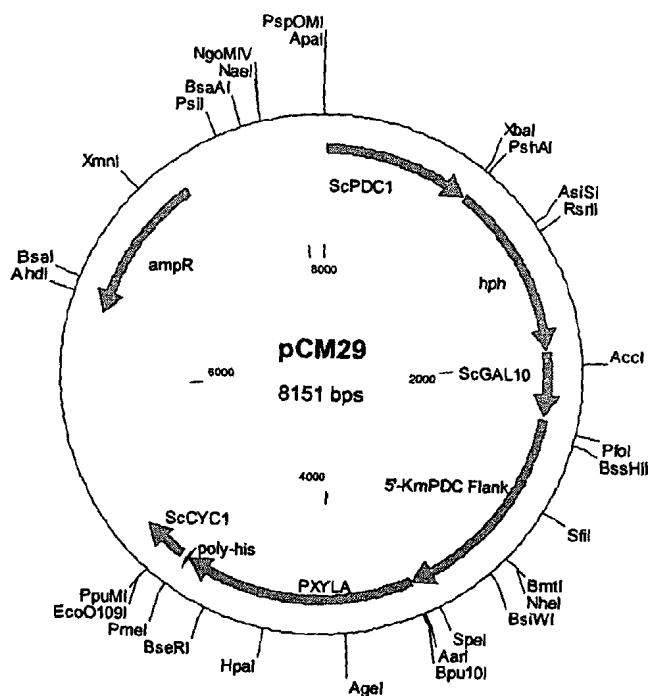 PspOMI
ApaI
NgoMIV
NaeI
BsaAI
PsiI
XmnI
BsaI
AhdI
XbaI
PshAI
AsiSI
RsrII
AccI
PfoI
BssHII
SfiI
BmtI
NheI
BsiWI
SpeI
AarI
Bpu10I
AgeI
HpaI
BseRI
PmeI
EcoO109I
PpuMI
ScPDC1
hph
ScGAL10
5'-KmPDC Flank
PXYLA
poly-his
ScCYC1
ampR
8000
2000
4000
6000
pCM29
8151 bps